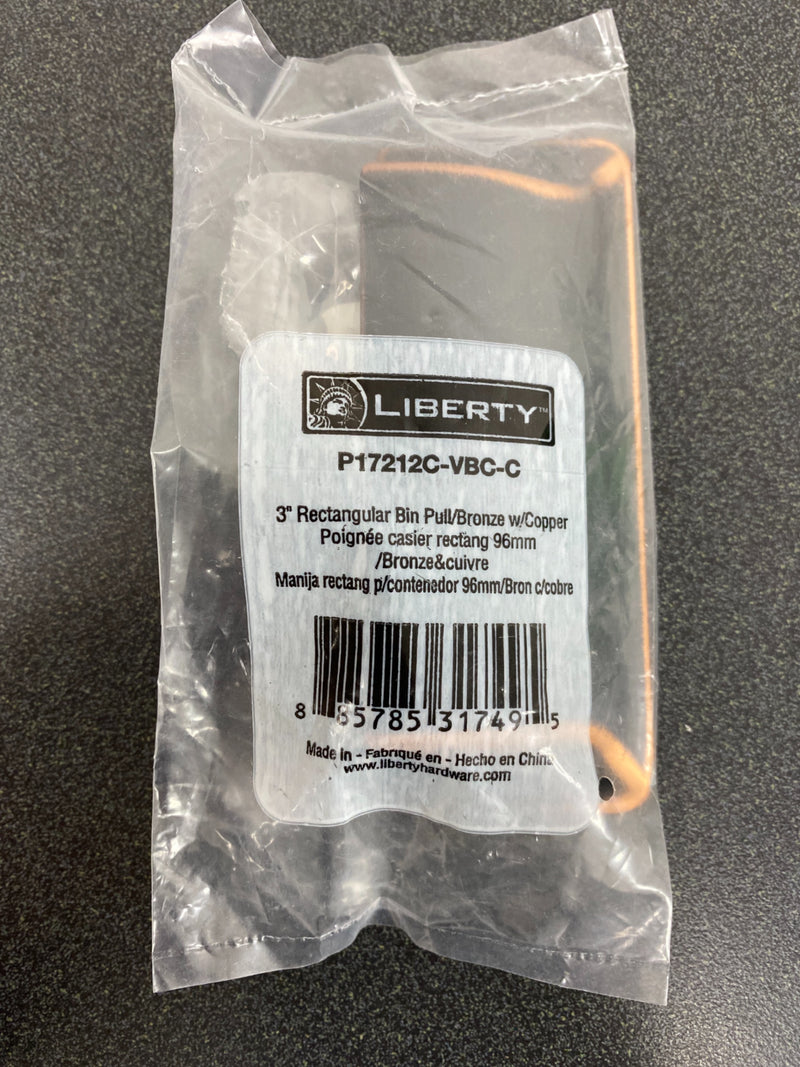 LIBERTY™
P17212C-VBC-C
3" Rectangular Bin Pull/Bronze w/Copper
Poignée casier rectang 96mm
/Bronze&cuivre
Manija rectang p/contenedor 96mm/Bron c/cobre
8 85785 31749 5
Made in - Fabriqué en - Hecho en China
www.libertyhardware.com